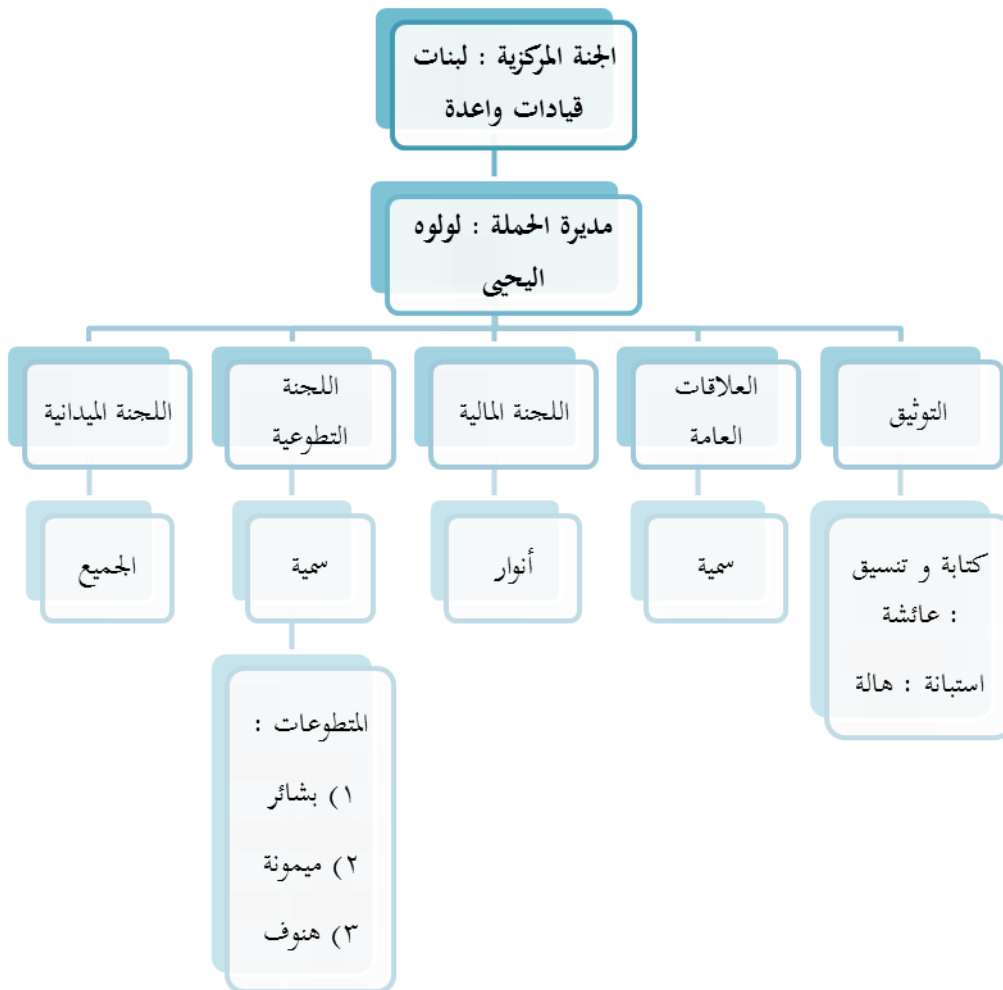 الجنة المركزية : لبنات
قيادات واعدة
مديرة الحملة : لولوه
اليحيى
التوثيق
العلاقات
العامة
اللجنة المالية
اللجنة
التطوعية
اللجنة الميدانية
كتابة و تنسيق
: عائشة
استبانة : هالة
سمية
أنوار
سمية
الجميع
المتطوعات :
١) بشائر
٢) ميمونة
٣) هنوف